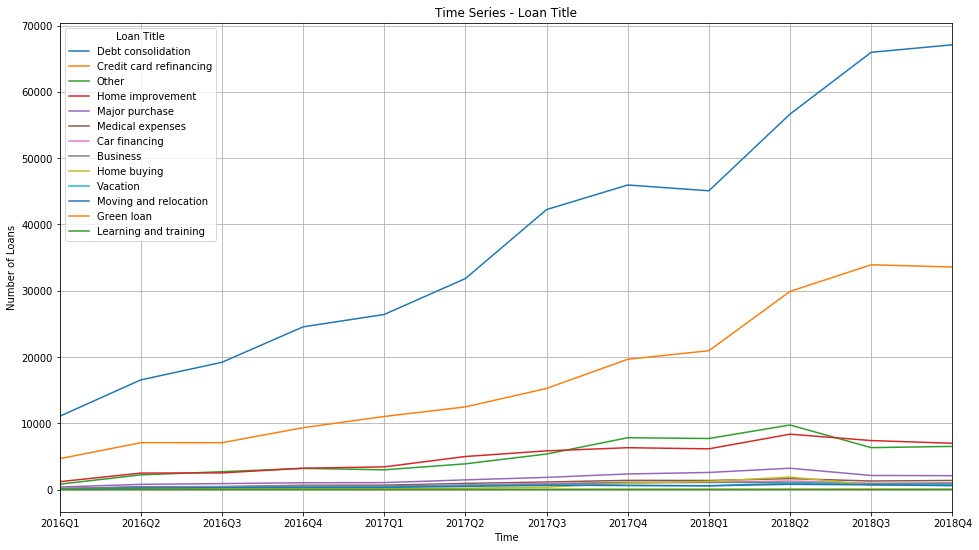 Time Series - Loan Title
Number of Loans
70000
60000
50000
40000
30000
20000
10000
0
Loan Title
Debt consolidation
Credit card refinancing
Other
Home improvement
Major purchase
Medical expenses
Car financing
Business
Home buying
Vacation
Moving and relocation
Green loan
Learning and training
2016Q1 2016Q2 2016Q3 2016Q4 2017Q1 2017Q2 2017Q3 2017Q4 2018Q1 2018Q2 2018Q3 2018Q4
Time